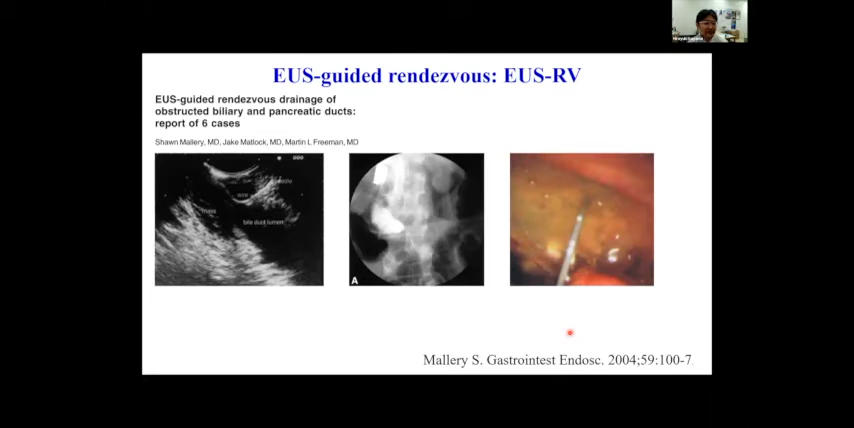 EUS-guided rendezvous: EUS-RV
EUS-guided rendezvous drainage of
obstructed biliary and pancreatic ducts:
report of 6 cases
Shawn Mallery, MD, Jake Matlock, MD, Martin L Freeman, MD
wire
mass
bile duct lumen
A
Mallery S. Gastrointest Endosc. 2004;59:100-7.